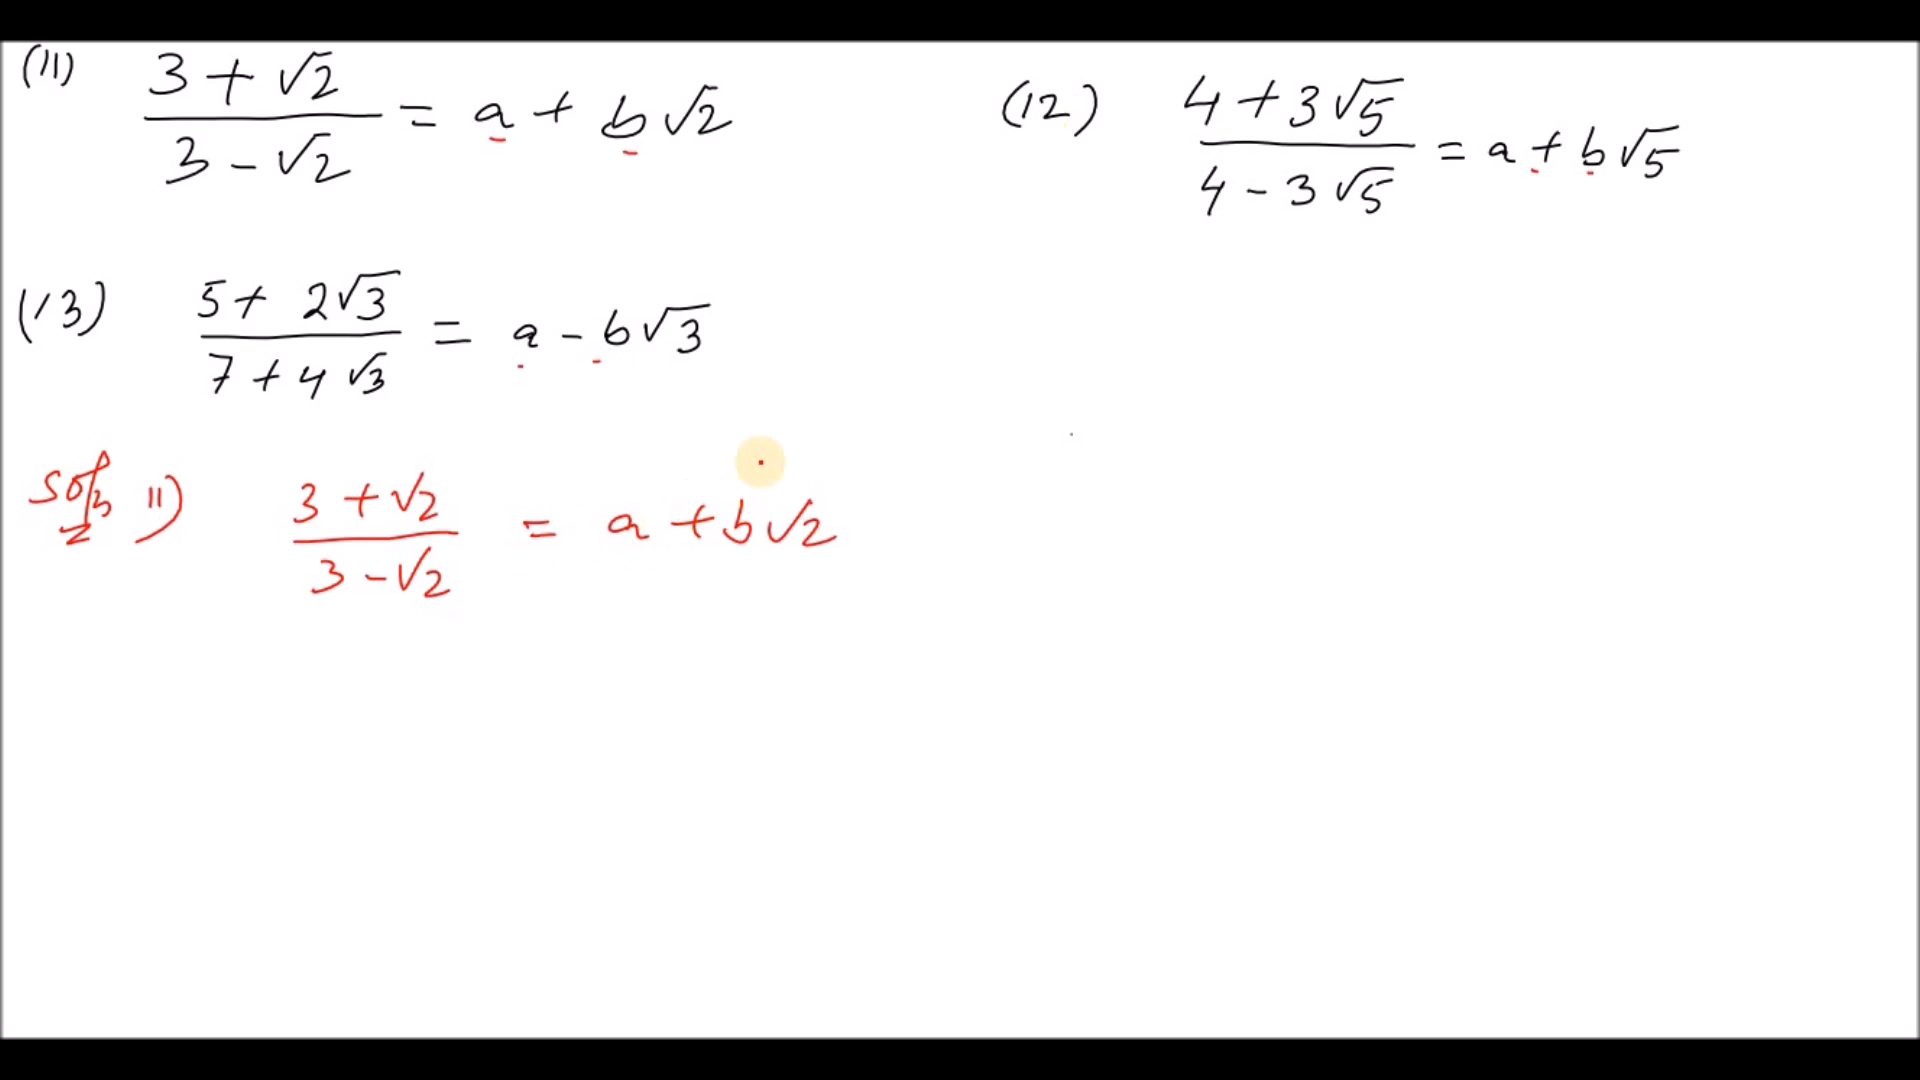 (11) (3 + √2)/(3 - √2) = a + b√2
(12) (4 + 3√5)/(4 - 3√5) = a + b√5
(13) (5 + 2√3)/(7 + 4√3) = a - b√3
Soln 11) (3 + √2)/(3 - √2) = a + b√2